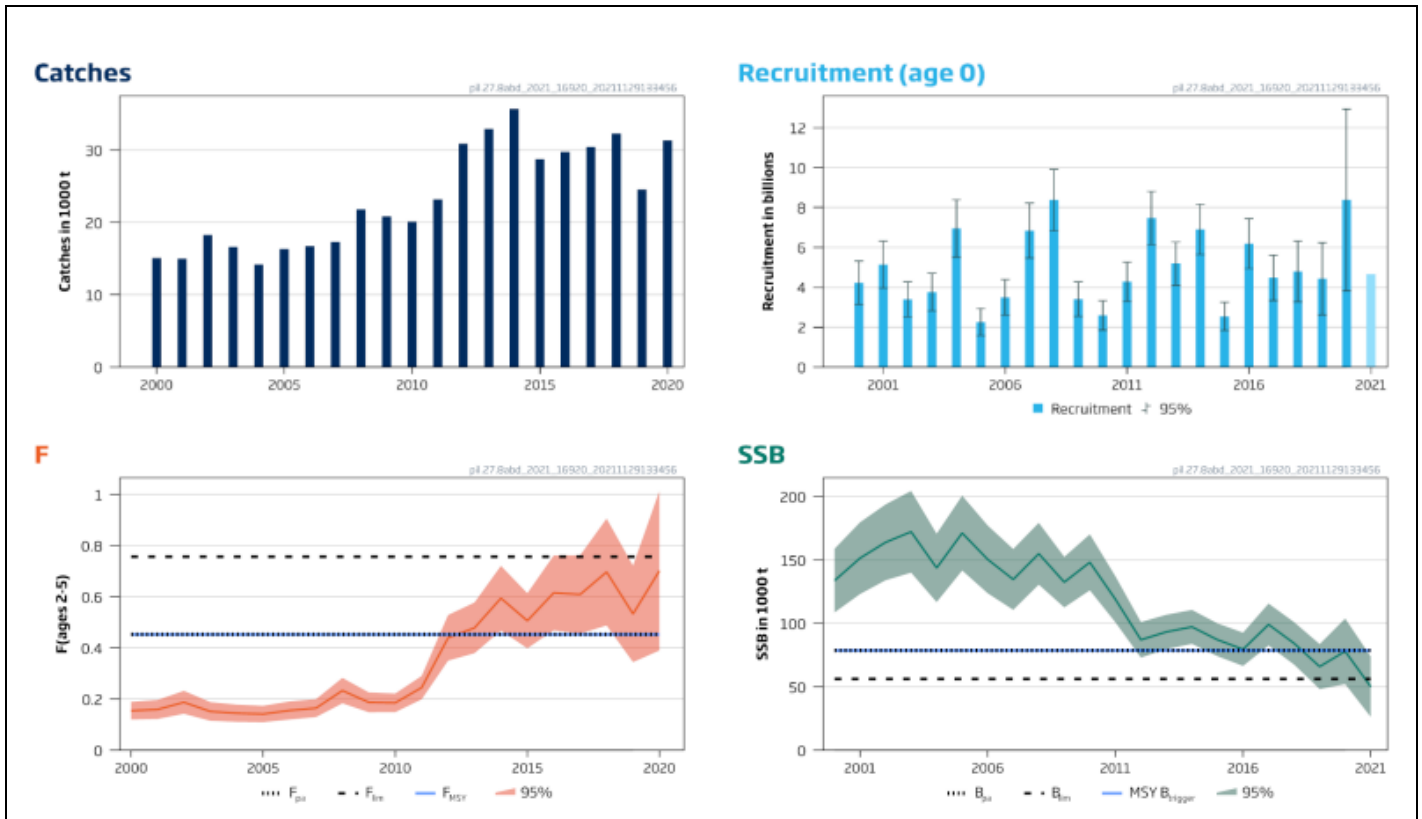 Catches
pil.27.8abd_2021_16920_20211129133456
Catches in 1000 t
30
20
10
0
2000 2005 2010 2015 2020
Recruitment (age 0)
pil.27.8abd_2021_16920_20211129133456
Recruitment in billions
12
10
8
6
4
2
0
2001 2006 2011 2016 2021
Recruitment 95%
F
pil.27.8abd_2021_16920_20211129133456
F(ages 2-5)
1
0.8
0.6
0.4
0.2
0
2000 2005 2010 2015 2020
Fpa Flim FMSY 95%
SSB
pil.27.8abd_2021_16920_20211129133456
SSB in 1000 t
200
150
100
50
0
2001 2006 2011 2016 2021
Bpa Blim MSY Btrigger 95%